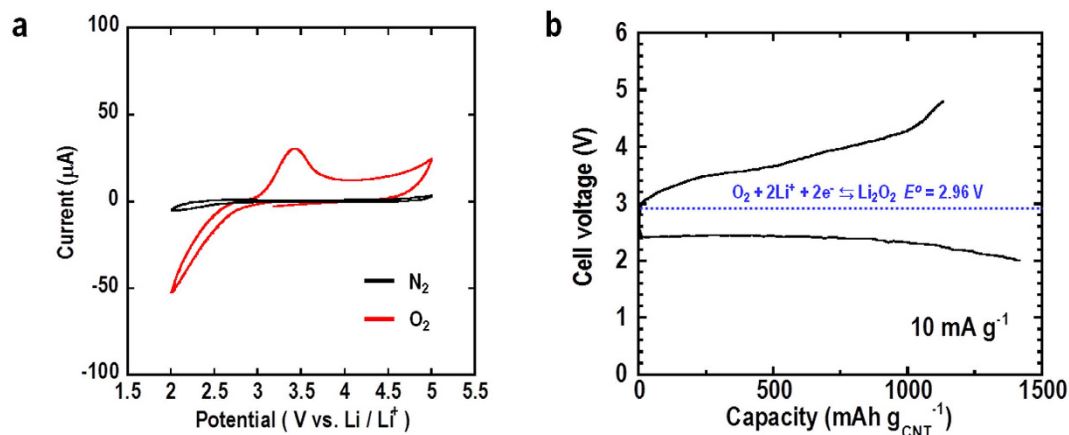 a
100
50
0
-50
-100
Current (μA)
N₂
O₂
1.5 2 2.5 3 3.5 4 4.5 5 5.5
Potential ( V vs. Li / Li⁺)
b
6
5
4
3
2
1
0
Cell voltage (V)
O₂ + 2Li⁺ + 2e⁻ ⇆ Li₂O₂ E⁰ = 2.96 V
10 mA g⁻¹
0 500 1000 1500
Capacity (mAh g_CNT⁻¹)